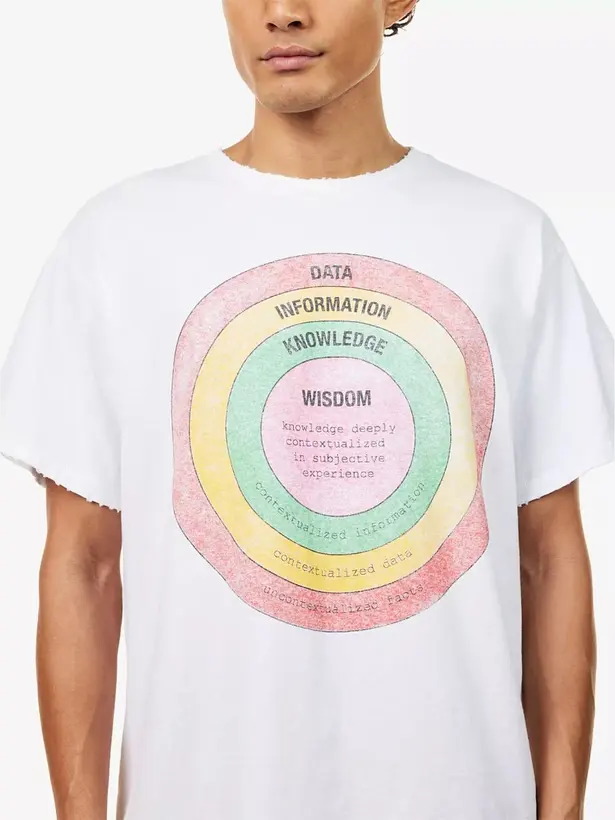 DATA
INFORMATION
KNOWLEDGE
WISDOM
knowledge deeply
contextualized
in subjective
experience
contextualized information
contextualized data
uncontextualized facts